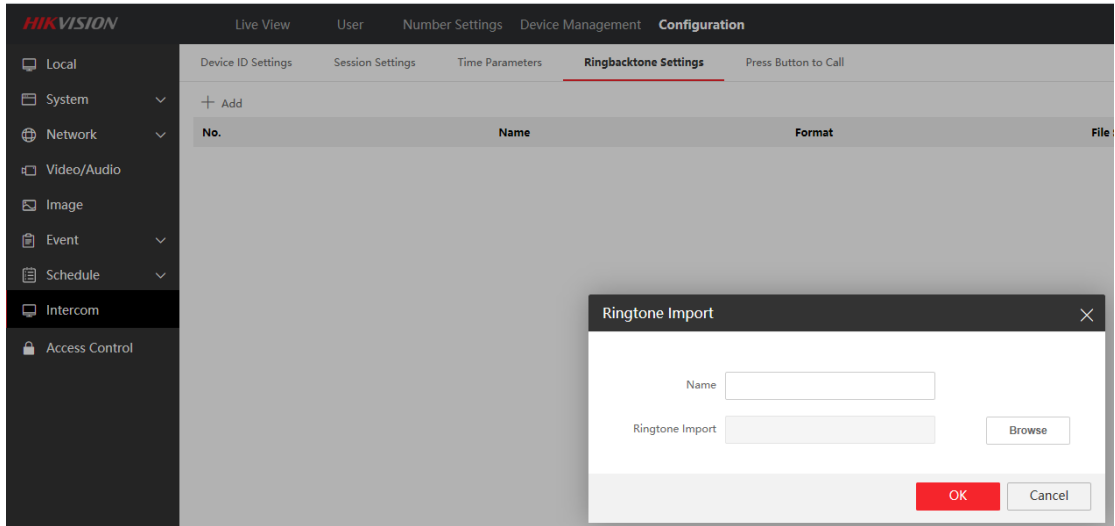 HIKVISION
Live View User Number Settings Device Management Configuration
Local
System
Network
Video/Audio
Image
Event
Schedule
Intercom
Access Control
Device ID Settings Session Settings Time Parameters Ringbacktone Settings Press Button to Call
+ Add
No. Name Format File
Ringtone Import
Name
Ringtone Import Browse
OK Cancel